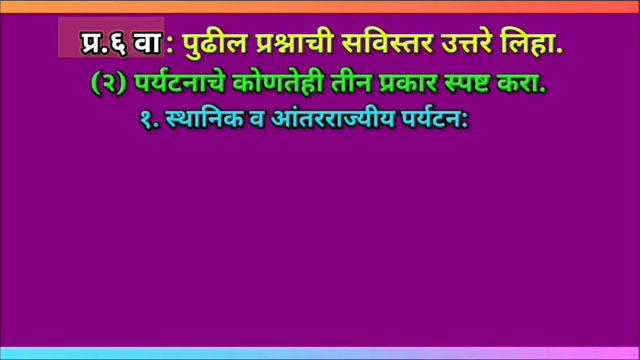 प्र.६ वा : पुढील प्रश्नाची सविस्तर उत्तरे लिहा.
(२) पर्यटनाचे कोणतेही तीन प्रकार स्पष्ट करा.
१. स्थानिक व आंतरराज्यीय पर्यटन: